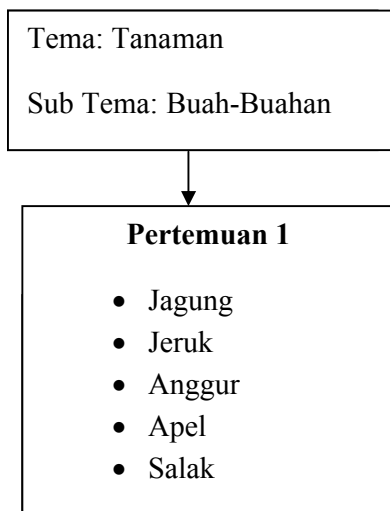 Tema: Tanaman
Sub Tema: Buah-Buahan
Pertemuan 1
• Jagung
• Jeruk
• Anggur
• Apel
• Salak